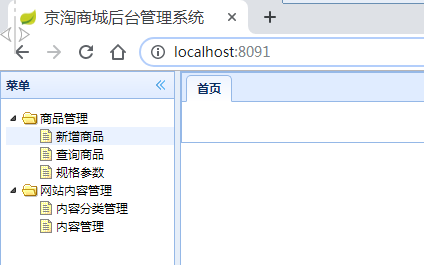 京淘商城后台管理系统
localhost:8091
菜单
首页
商品管理
新增商品
查询商品
规格参数
网站内容管理
内容分类管理
内容管理